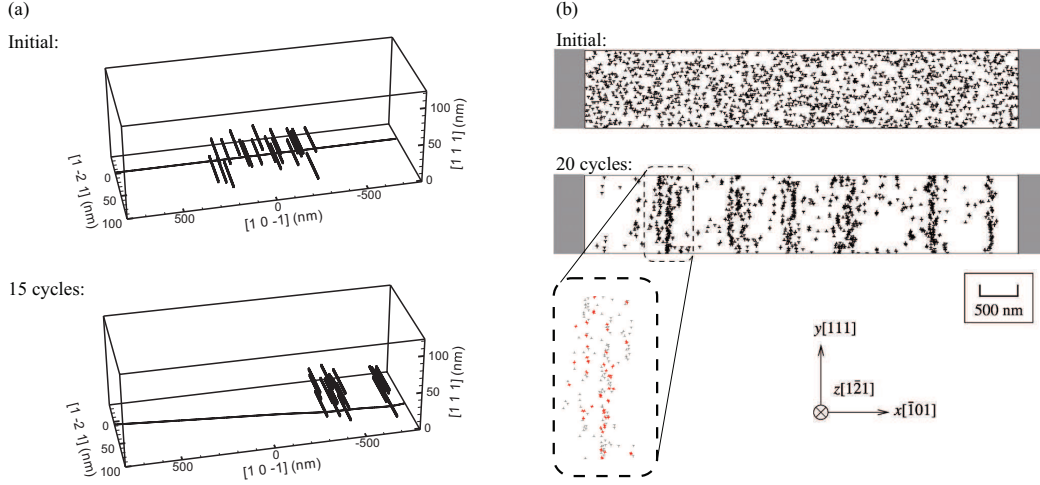 (a)
Initial:
[1 -2 1] (nm)
0
50
100
500
0
-500
[1 0 -1] (nm)
0
50
100
[1 1 1] (nm)
15 cycles:
[1 -2 1] (nm)
0
50
100
500
0
-500
[1 0 -1] (nm)
0
50
100
[1 1 1] (nm)
(b)
Initial:
20 cycles:
500 nm
y[111]
z[12̄1]
x[1̄01]